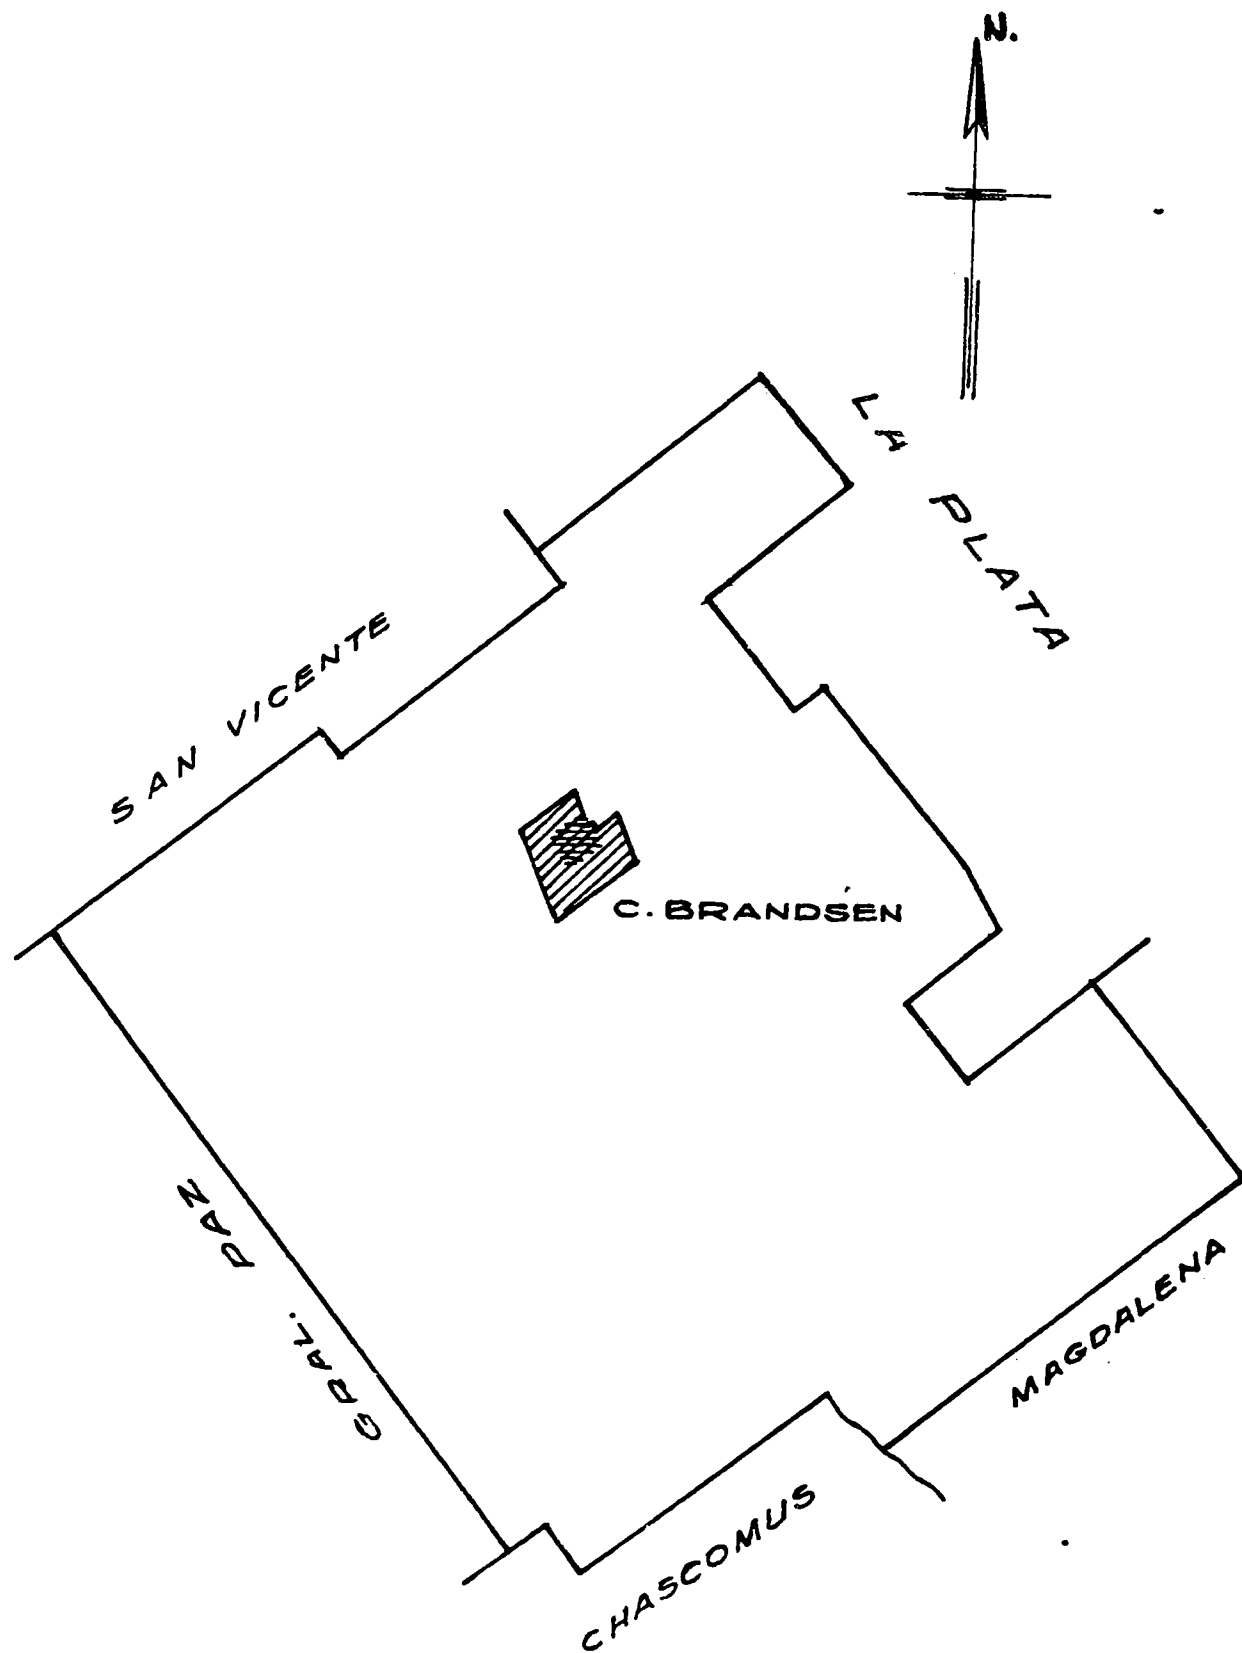 N.
LA PLATA
SAN VICENTE
C. BRANDSEN
GRAL. PAZ
MAGDALENA
CHASCOMUS